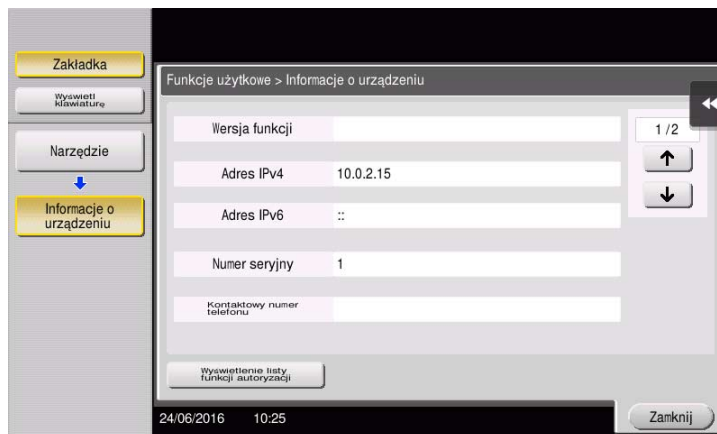 Zakładka
Wyświetl
klawiaturę
Narzędzie
Informacje o
urządzeniu
Funkcje użytkowe > Informacje o urządzeniu
Wersja funkcji
Adres IPv4 10.0.2.15
Adres IPv6 ::
Numer seryjny 1
Kontaktowy numer
telefonu
1 / 2
Wyświetlenie listy
funkcji autoryzacji
24/06/2016 10:25
Zamknij